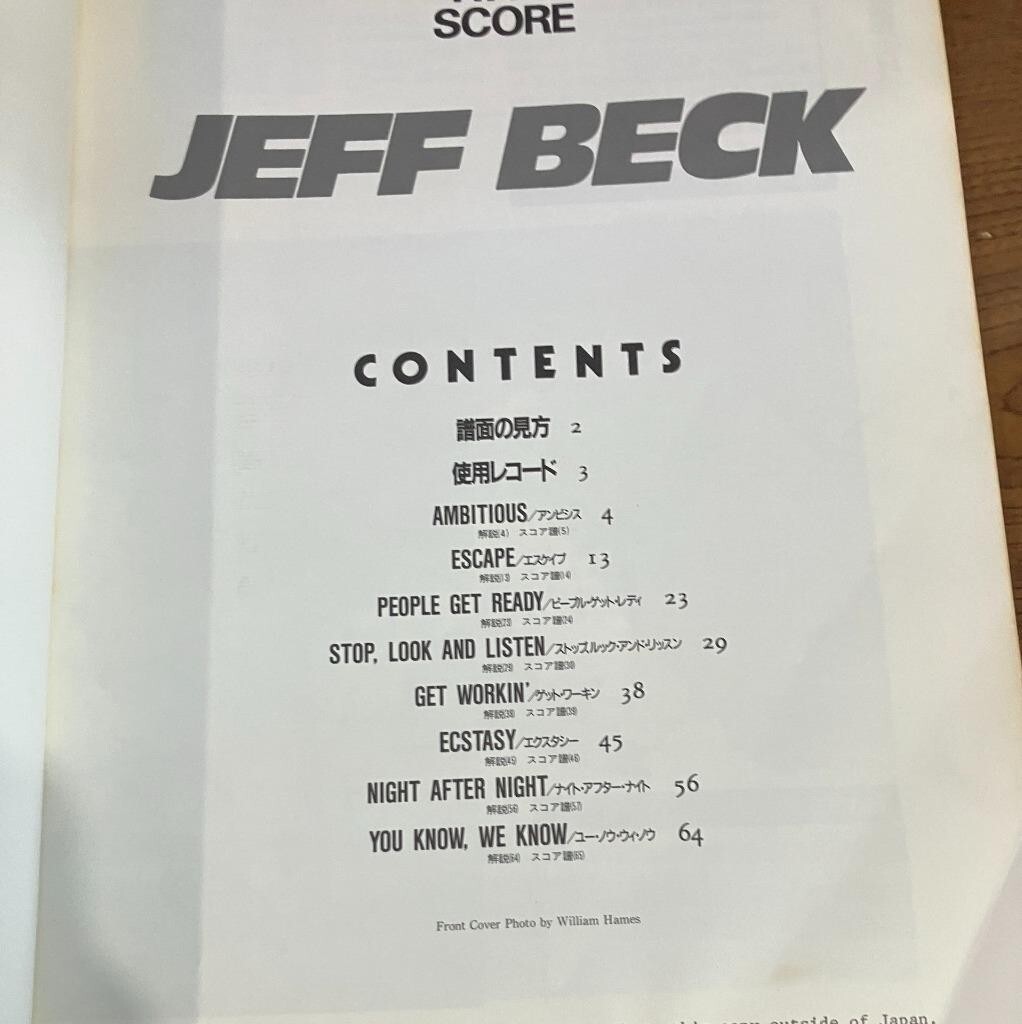 SCORE
JEFF BECK
CONTENTS
譜面の見方 2
使用レコード 3
AMBITIOUS/アンビシス 4
解説(4) スコア譜(5)
ESCAPE/エスケイプ 13
解説(13) スコア譜(14)
PEOPLE GET READY/ピープル・ゲット・レディ 23
解説(23) スコア譜(24)
STOP, LOOK AND LISTEN/ストップ,ルック・アンド・リッスン 29
解説(29) スコア譜(30)
GET WORKIN'/ゲット・ワーキン 38
解説(38) スコア譜(39)
ECSTASY/エクスタシー 45
解説(45) スコア譜(46)
NIGHT AFTER NIGHT/ナイト・アフター・ナイト 56
解説(56) スコア譜(57)
YOU KNOW, WE KNOW/ユー・ノウ・ウィ・ノウ 64
解説(64) スコア譜(65)
Front Cover Photo by William Hames
outside of Japan.